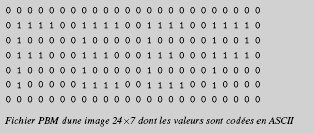 0 0 0 0 0 0 0 0 0 0 0 0 0 0 0 0 0 0 0 0 0 0 0 0
0 1 1 1 1 0 0 1 1 1 1 0 0 1 1 1 1 0 0 1 1 1 1 0
0 1 0 0 0 0 0 1 0 0 0 0 0 1 0 0 0 0 0 1 0 0 1 0
0 1 1 1 0 0 0 1 1 1 0 0 0 1 1 1 0 0 0 1 1 1 1 0
0 1 0 0 0 0 0 1 0 0 0 0 0 1 0 0 0 0 0 1 0 0 0 0
0 1 0 0 0 0 0 1 1 1 1 0 0 1 1 1 1 0 0 1 0 0 0 0
0 0 0 0 0 0 0 0 0 0 0 0 0 0 0 0 0 0 0 0 0 0 0 0
Fichier PBM dune image 24×7 dont les valeurs sont codées en ASCII